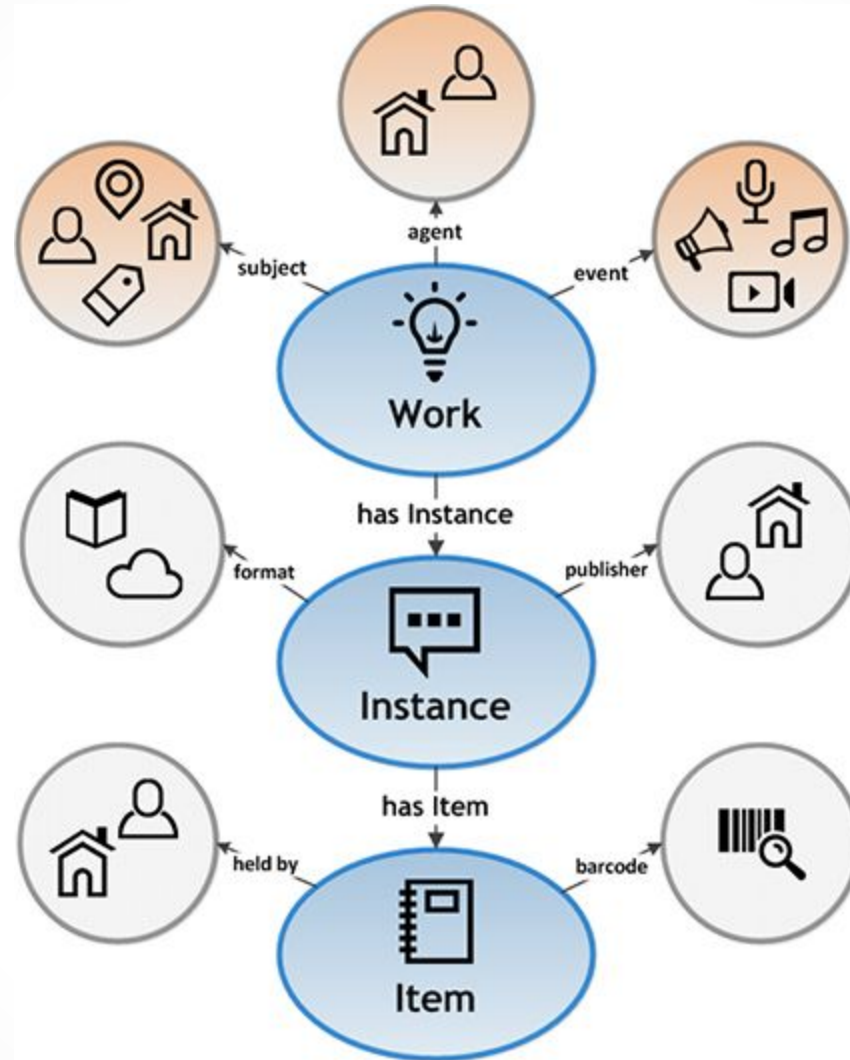 agent
subject
event
Work
has Instance
format
publisher
Instance
has Item
held by
barcode
Item